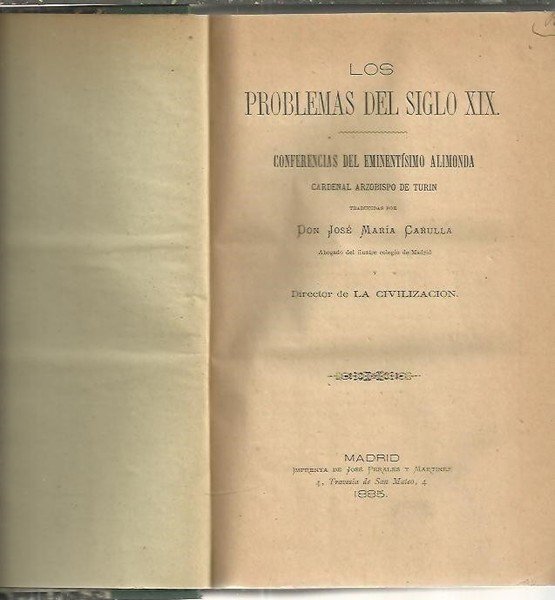 LOS
PROBLEMAS DEL SIGLO XIX.
CONFERENCIAS DEL EMINENTÍSIMO ALIMONDA
CARDENAL ARZOBISPO DE TURIN
TRADUCIDAS POR
DON JOSÉ MARÍA CARULLA
Abogado del ilustre colegio de Madrid
Y
Director de LA CIVILIZACION.
MADRID
IMPRENTA DE JOSÉ PERALES Y MARTINEZ
4, Travesía de San Mateo, 4
1885.